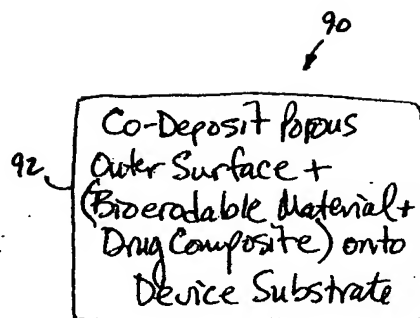 90
Co-Deposit Porous
92 Outer Surface +
(Bioerodable Material +
Drug Composite) onto
Device Substrate